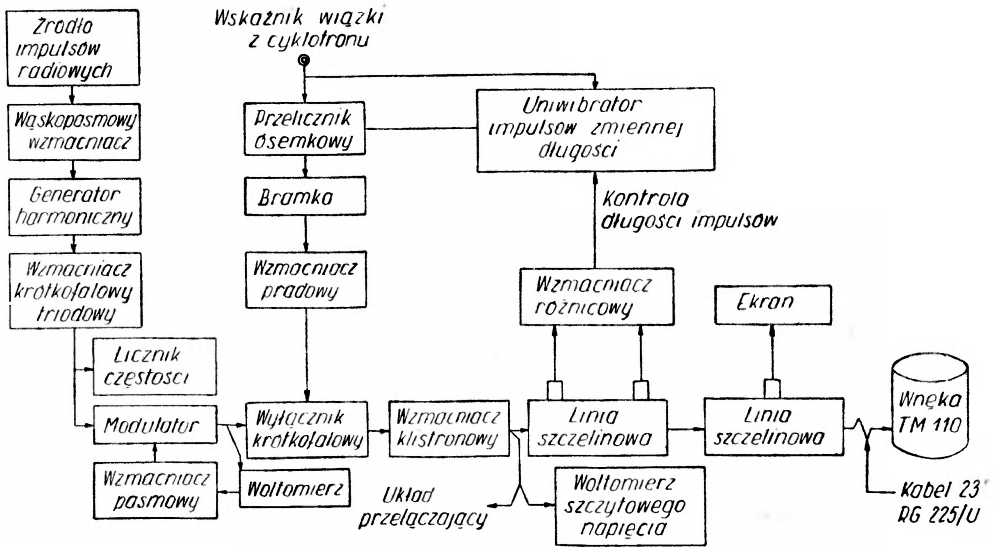 Źródło
impulsów
radiowych
Wąskopasmowy
wzmacniacz
Generator
harmoniczny
Wzmacniacz
krótkofalowy
triodowy
Licznik
częstości
Modulator
Wzmacniacz
pasmowy
Woltomierz
Wskaźnik wiązki
z cyklotronu
Przelicznik
ósemkowy
Bramka
Wzmacniacz
prądowy
Wyłącznik
krótkofalowy
Wzmacniacz
klistronowy
Układ
przełączający
Uniwibrator
impulsów zmiennej
długości
Kontrola
długości impulsów
Wzmacniacz
różnicowy
Linia
szczelinowa
Woltomierz
szczytowego
napięcia
Ekran
Linia
szczelinowa
Wnęka
TM 110
Kabel 23'
RG 225/U